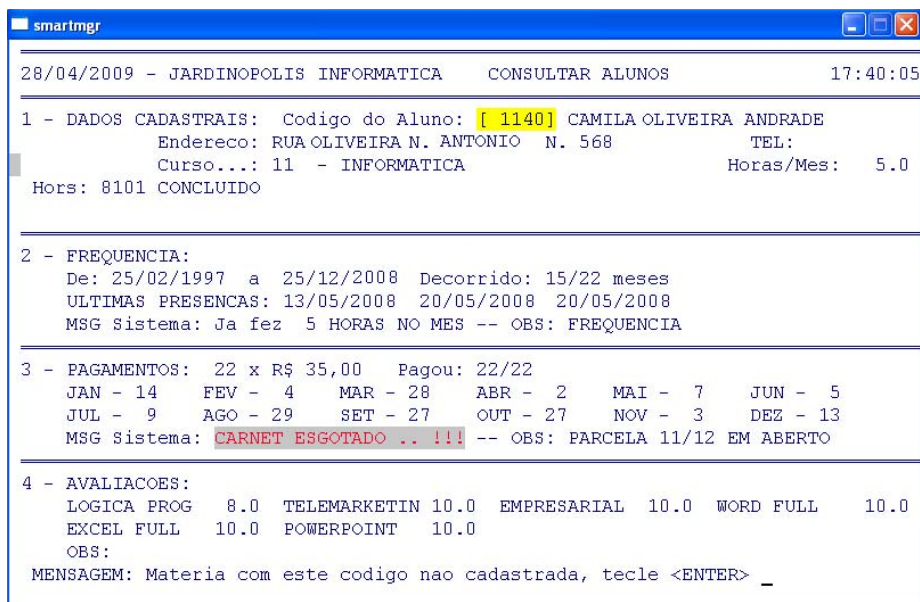 smartmgr
28/04/2009 - JARDINOPOLIS INFORMATICA CONSULTAR ALUNOS 17:40:05
1 - DADOS CADASTRAIS: Codigo do Aluno: [ 1140] CAMILA OLIVEIRA ANDRADE
Endereco: RUA OLIVEIRA N. ANTONIO N. 568 TEL:
Curso...: 11 - INFORMATICA Horas/Mes: 5.0
Hors: 8101 CONCLUIDO
2 - FREQUENCIA:
De: 25/02/1997 a 25/12/2008 Decorrido: 15/22 meses
ULTIMAS PRESENCAS: 13/05/2008 20/05/2008 20/05/2008
MSG Sistema: Ja fez 5 HORAS NO MES -- OBS: FREQUENCIA
3 - PAGAMENTOS: 22 x R$ 35,00 Pagou: 22/22
JAN - 14 FEV - 4 MAR - 28 ABR - 2 MAI - 7 JUN - 5
JUL - 9 AGO - 29 SET - 27 OUT - 27 NOV - 3 DEZ - 13
MSG Sistema: CARNET ESGOTADO .. !!! -- OBS: PARCELA 11/12 EM ABERTO
4 - AVALIACOES:
LOGICA PROG 8.0 TELEMARKETIN 10.0 EMPRESARIAL 10.0 WORD FULL 10.0
EXCEL FULL 10.0 POWERPOINT 10.0
OBS:
MENSAGEM: Materia com este codigo nao cadastrada, tecle <ENTER> _